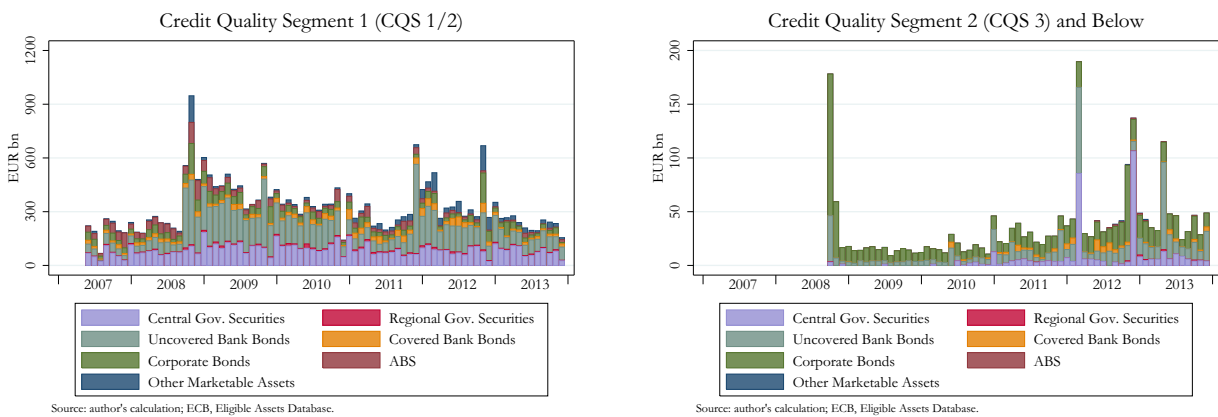 Credit Quality Segment 1 (CQS 1/2)
EUR bn
1200
900
600
300
0
2007 2008 2009 2010 2011 2012 2013
Central Gov. Securities Regional Gov. Securities
Uncovered Bank Bonds Covered Bank Bonds
Corporate Bonds ABS
Other Marketable Assets
Source: author's calculation; ECB, Eligible Assets Database.
Credit Quality Segment 2 (CQS 3) and Below
EUR bn
200
150
100
50
0
2007 2008 2009 2010 2011 2012 2013
Central Gov. Securities Regional Gov. Securities
Uncovered Bank Bonds Covered Bank Bonds
Corporate Bonds ABS
Other Marketable Assets
Source: author's calculation; ECB, Eligible Assets Database.